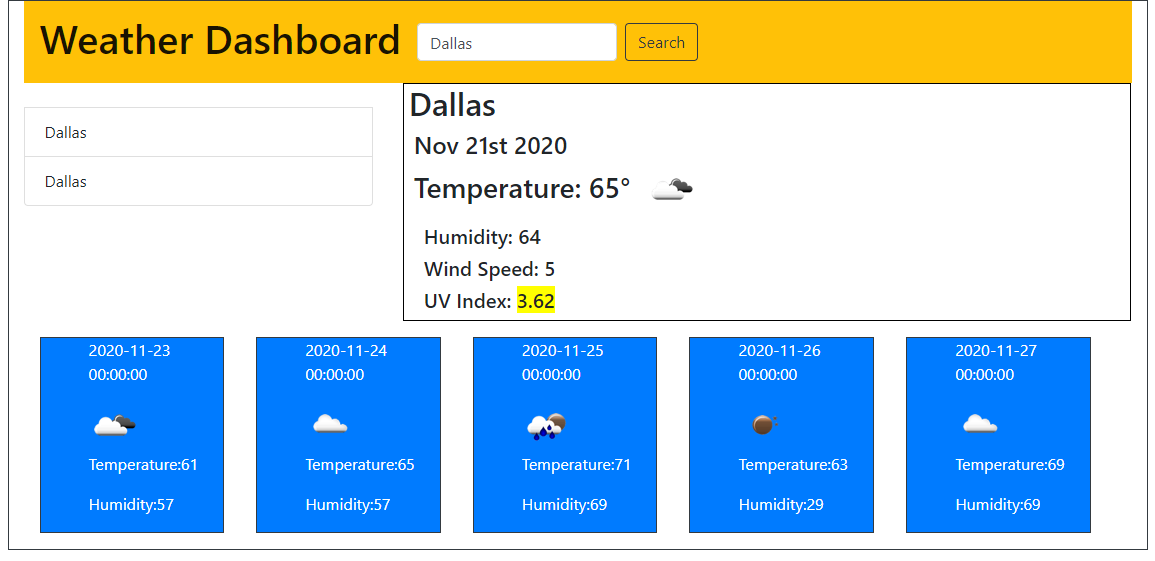 Weather Dashboard
Dallas
Search
Dallas
Dallas
Dallas
Nov 21st 2020
Temperature: 65°
Humidity: 64
Wind Speed: 5
UV Index: 3.62
2020-11-23
00:00:00
Temperature:61
Humidity:57
2020-11-24
00:00:00
Temperature:65
Humidity:57
2020-11-25
00:00:00
Temperature:71
Humidity:69
2020-11-26
00:00:00
Temperature:63
Humidity:29
2020-11-27
00:00:00
Temperature:69
Humidity:69